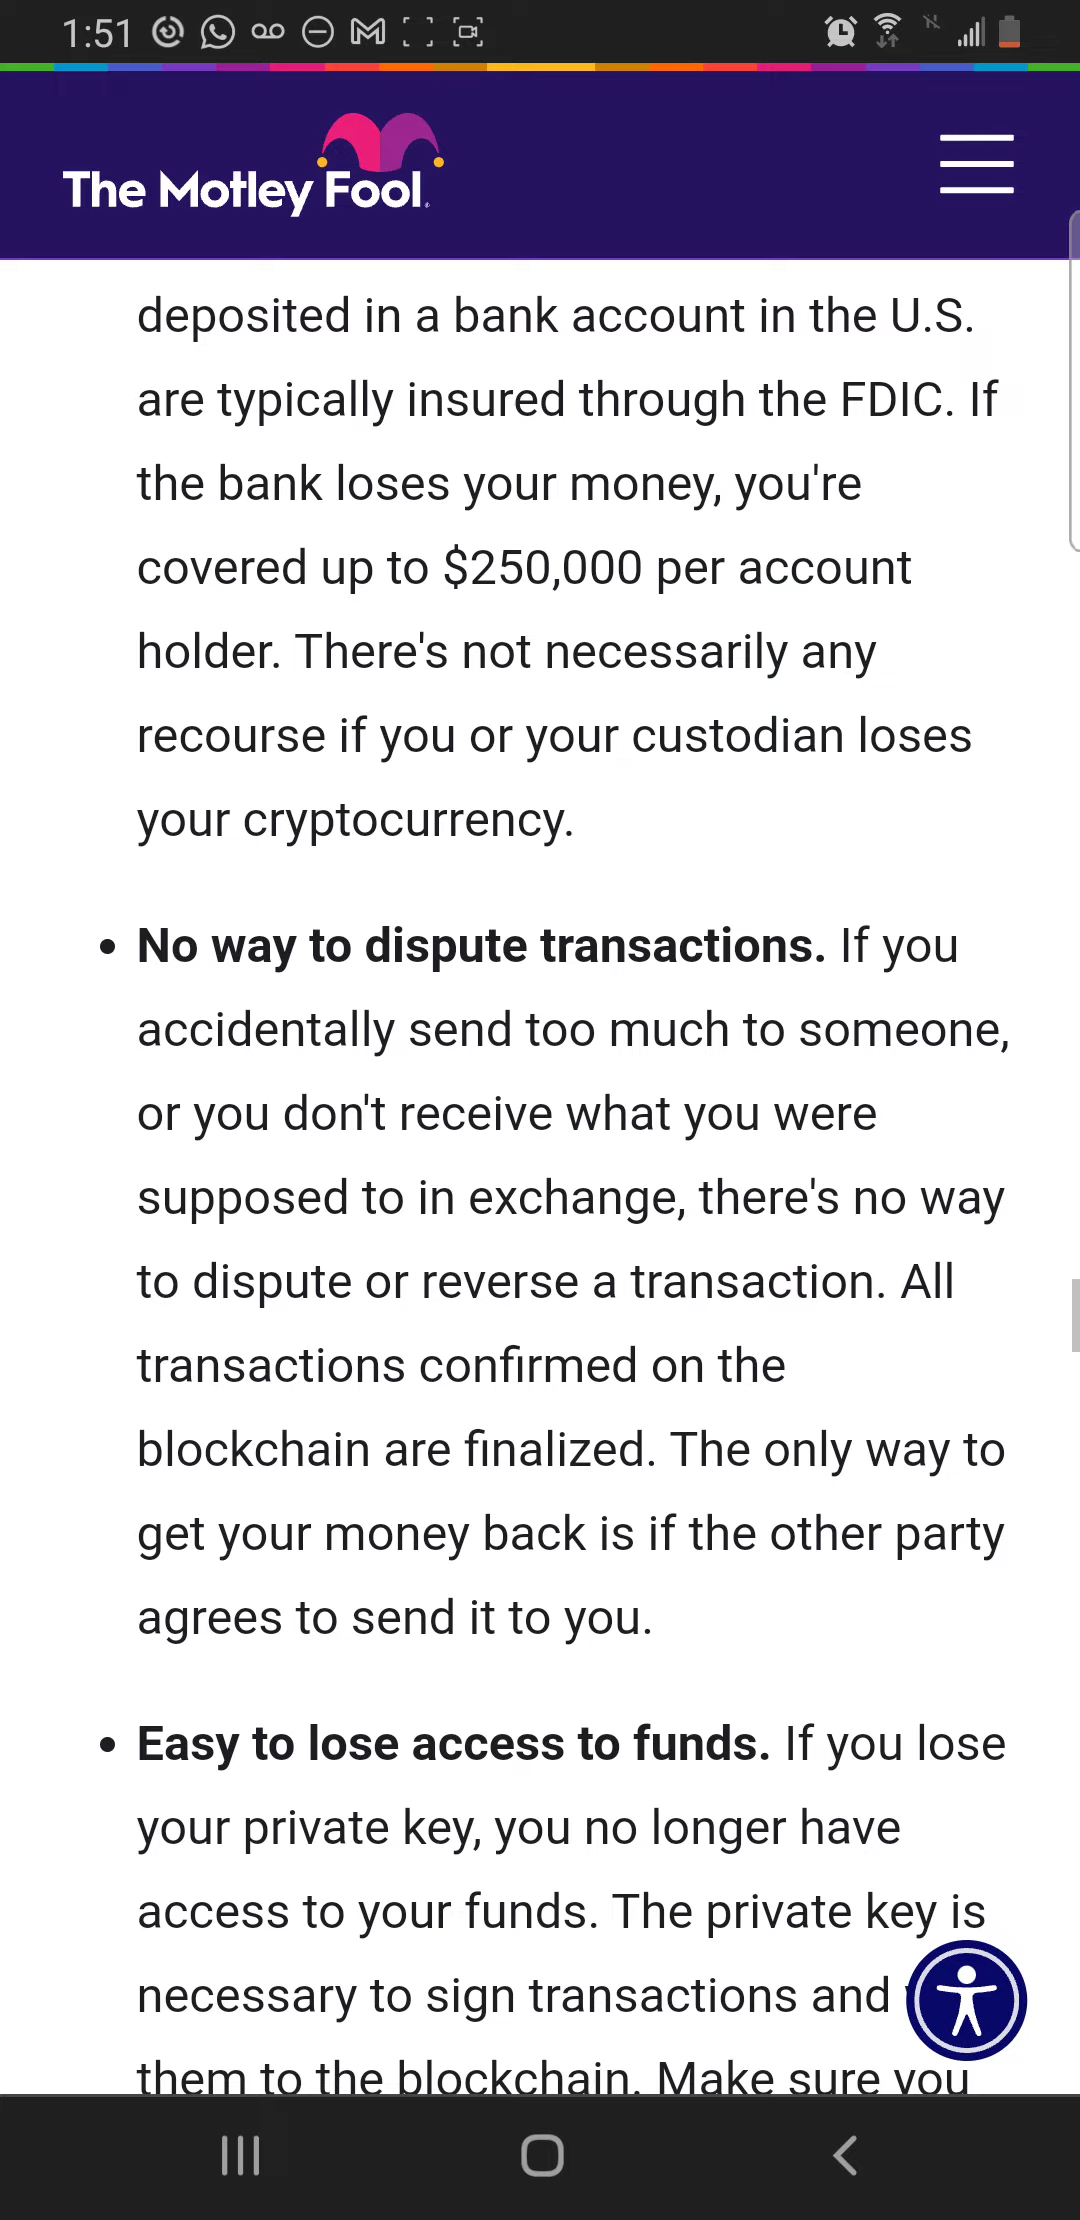 1:51
The Motley Fool
deposited in a bank account in the U.S.
are typically insured through the FDIC. If
the bank loses your money, you're
covered up to $250,000 per account
holder. There's not necessarily any
recourse if you or your custodian loses
your cryptocurrency.
• No way to dispute transactions. If you
accidentally send too much to someone,
or you don't receive what you were
supposed to in exchange, there's no way
to dispute or reverse a transaction. All
transactions confirmed on the
blockchain are finalized. The only way to
get your money back is if the other party
agrees to send it to you.
• Easy to lose access to funds. If you lose
your private key, you no longer have
access to your funds. The private key is
necessary to sign transactions and
them to the blockchain. Make sure you